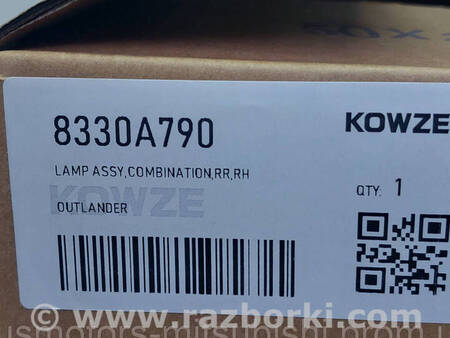 8330A790
KOWZE
LAMP ASSY,COMBINATION,RR,RH
KOWZE
QTY: 1
OUTLANDER
www.razborki.com